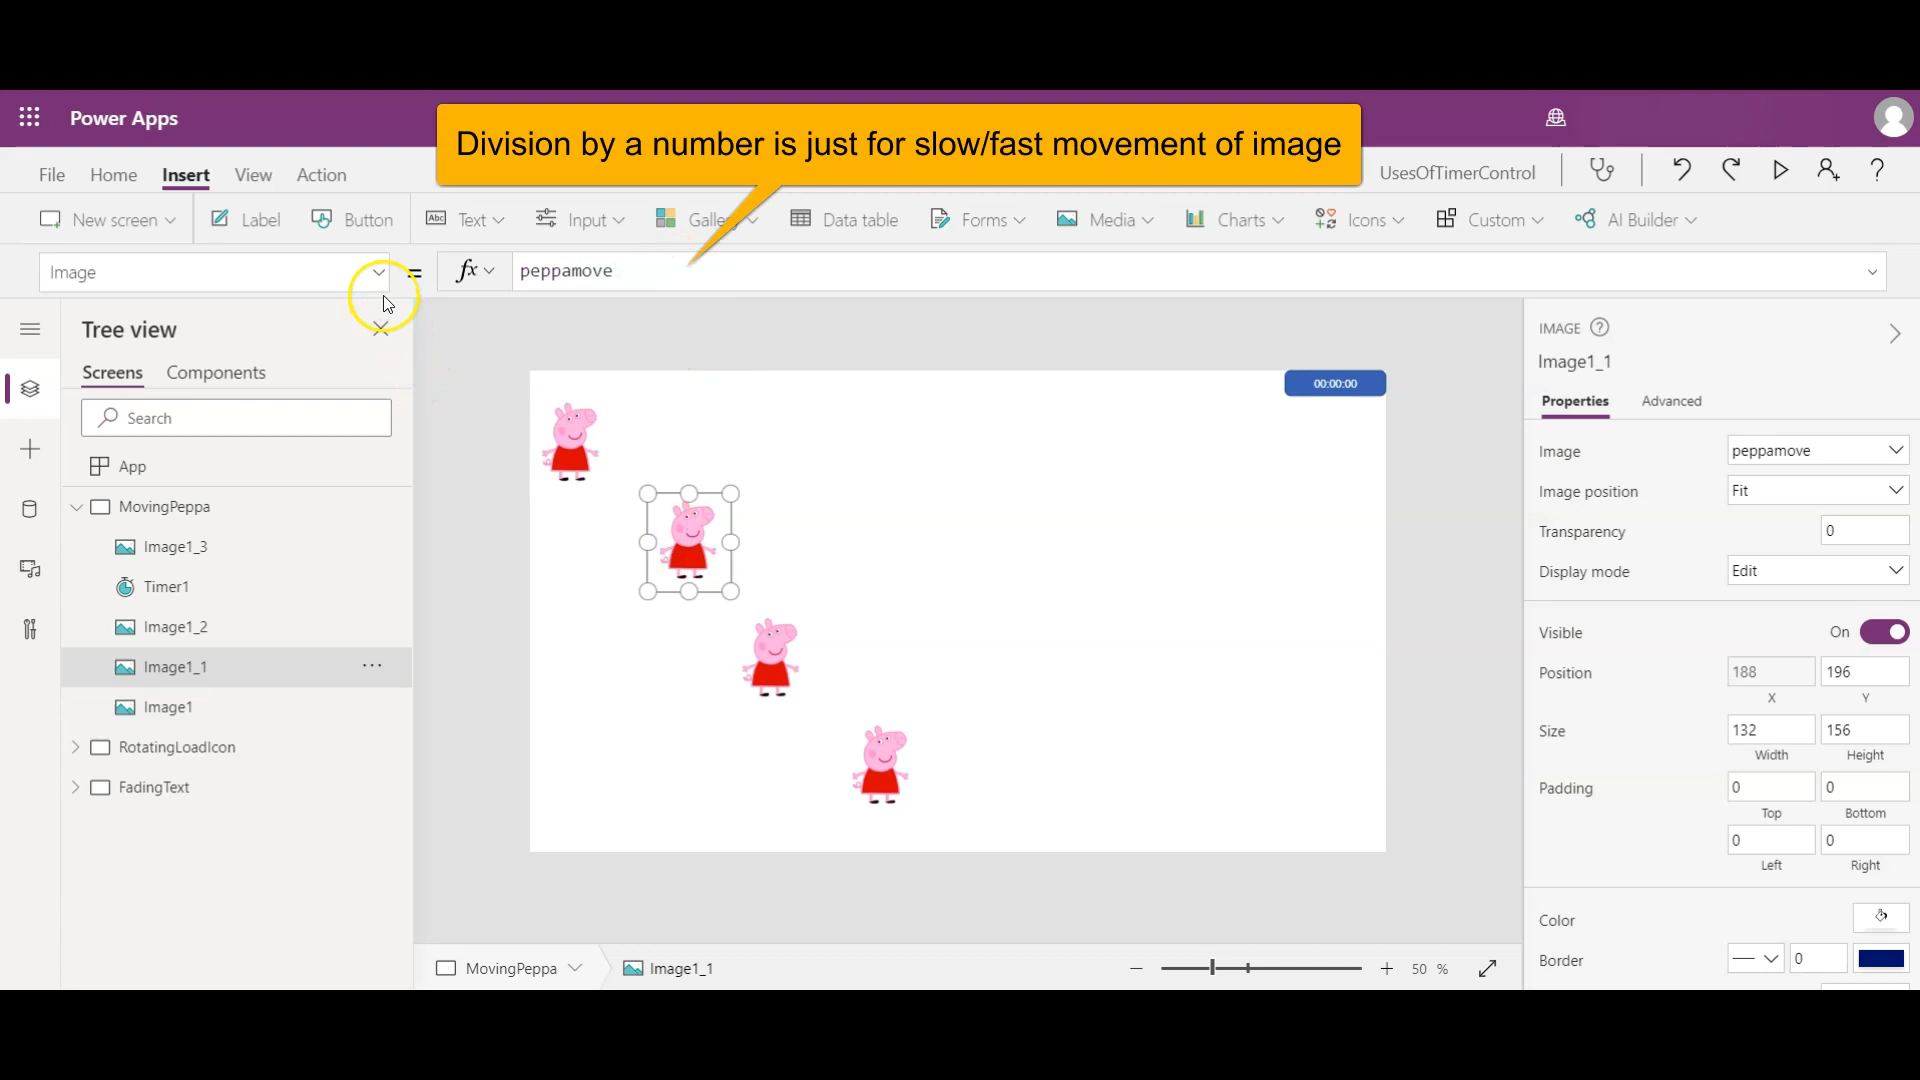 Power Apps
Division by a number is just for slow/fast movement of image
File Home Insert View Action
UsesOfTimerControl
New screen Label Button Text Input Data table Forms Media Charts Icons Custom AI Builder
Image = fx peppamove
Tree view
Screens Components
Search
App
MovingPeppa
Image1_3
Timer1
Image1_2
Image1_1
Image1
RotatingLoadIcon
FadingText
00:00:00
IMAGE
Image1_1
Properties Advanced
Image peppamove
Image position Fit
Transparency 0
Display mode Edit
Visible On
Position 188 196
X Y
Size 132 156
Width Height
Padding 0 0
Top Bottom
0 0
Left Right
Color
Border 0
MovingPeppa Image1_1 50 %